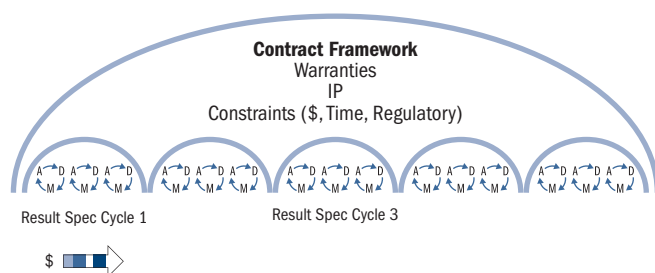 Contract Framework
Warranties
IP
Constraints ($, Time, Regulatory)
A D A D A D A D A D A D A D A D A D A D A D A D A D A D A D
M M M M M M M M M M M M M M M
Result Spec Cycle 1 Result Spec Cycle 3
$